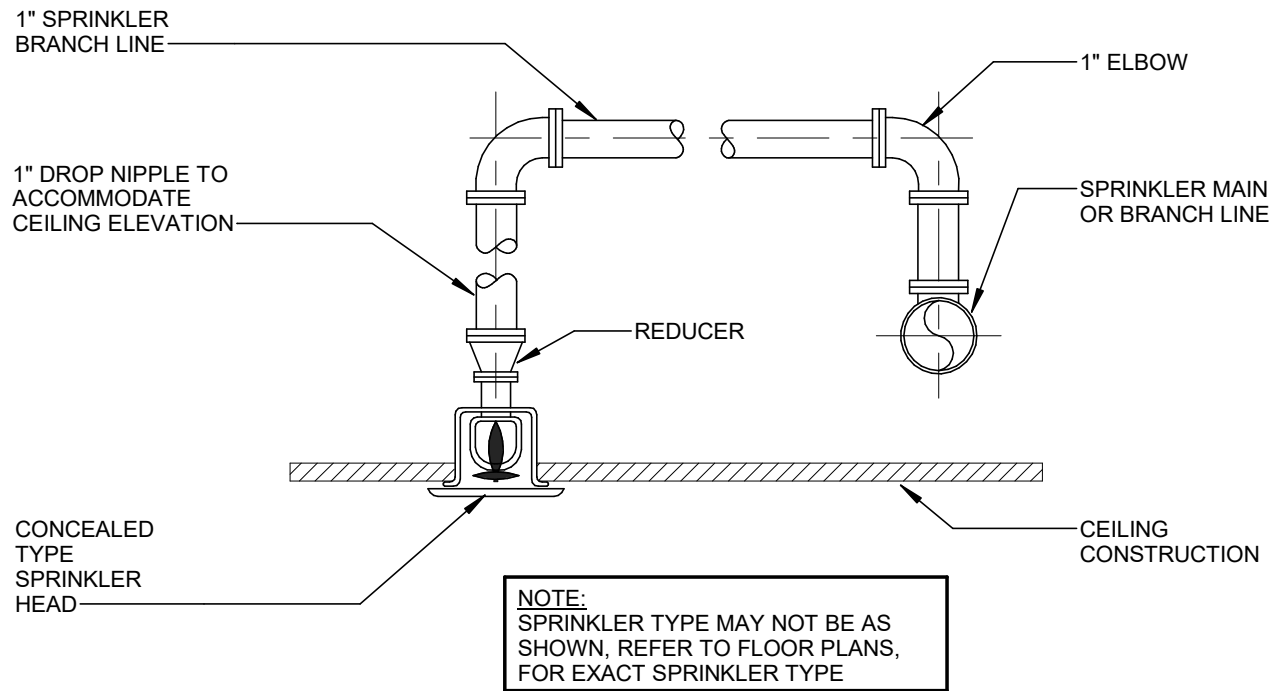 1" SPRINKLER
BRANCH LINE
1" ELBOW
1" DROP NIPPLE TO
ACCOMMODATE
CEILING ELEVATION
SPRINKLER MAIN
OR BRANCH LINE
REDUCER
CONCEALED
TYPE
SPRINKLER
HEAD
CEILING
CONSTRUCTION
NOTE:
SPRINKLER TYPE MAY NOT BE AS
SHOWN, REFER TO FLOOR PLANS,
FOR EXACT SPRINKLER TYPE